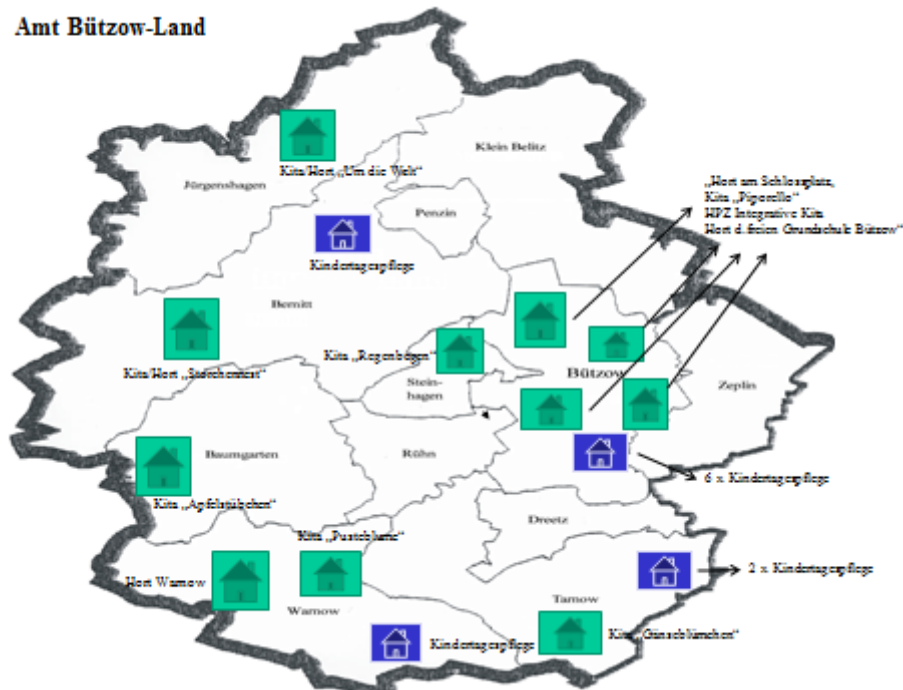 Amt Bützow-Land
Klein Belitz
Kita/Hort „Um die Welt“
Jürgenshagen
„Hort am Schlossplatz,
Kita „Piporello“
HPZ Integrative Kita
Hort d. freien Grundschule Bützow“
Penzin
Kindertagespflege
Bernitt
Kita „Regenbogen“
Kita/Hort „Storchennest“
Bützow
Zeplin
Stein-
hagen
Baumgarten
Rühn
6 x Kindertagespflege
Kita „Apfelstübchen“
Dreetz
Kita „Pusteblume“
2 x Kindertagespflege
Hort Warnow
Tarnow
Warnow
Kindertagespflege
Kita „Gänseblümchen“